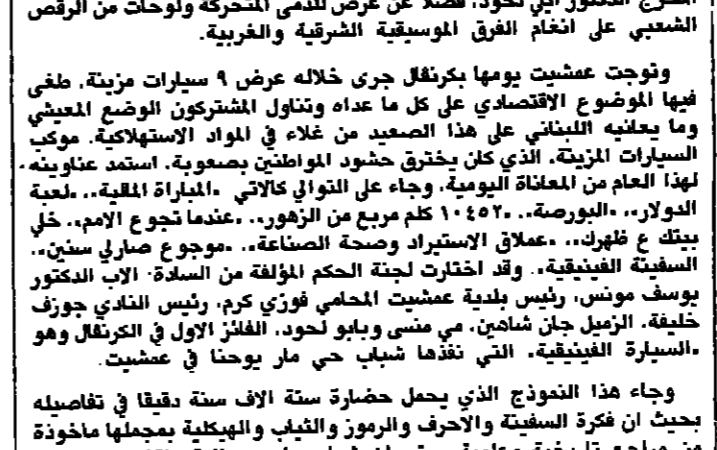 المخرج الدكتور ايلي لحود، فضلا عن عرض للدمى المتحركة ولوحات من الرقص
الشعبي على انغام الفرق الموسيقية الشرقية والغربية.
وتوجت عمشيت يومها بكرنفال جرى خلاله عرض ٩ سيارات مزينة، طغى
فيها الموضوع الاقتصادي على كل ما عداه وتناول المشتركون الوضع المعيشي
وما يعانيه اللبناني على هذا الصعيد من غلاء في المواد الاستهلاكية. موكب
السيارات المزينة، الذي كان يخترق حشود المواطنين بصعوبة، استمد عناوينه
لهذا العام من المعاناة اليومية، وجاء على التوالي كالاتي «المباراة المقية»، «لعبة
الدولار»، «البورصة»، «١٠٤٥٢ كلم مربع من الزهور»، «عندما تجوع الامم»، خلي
بيتك ع ظهرك»، «عملاق الاستيراد وصحة الصناعة»، «موجوع صارلي سنين»،
السفينة الفينيقية». وقد اختارت لجنة الحكم المؤلفة من السادة: الاب الدكتور
يوسف مونس، رئيس بلدية عمشيت المحامي فوزي كرم، رئيس النادي جوزف
خليفة، الزميل جان شاهين، مي منسى وبابو لحود، الفائز الاول في الكرنفال وهو
«السيارة الفينيقية» التي نفذها شباب حي مار يوحنا في عمشيت.
وجاء هذا النموذج الذي يحمل حضارة ستة الاف سنة دقيقا في تفاصيله
بحيث ان فكرة السفينة والاحرف والرموز والثياب والهيكلية بمجملها ماخوذة